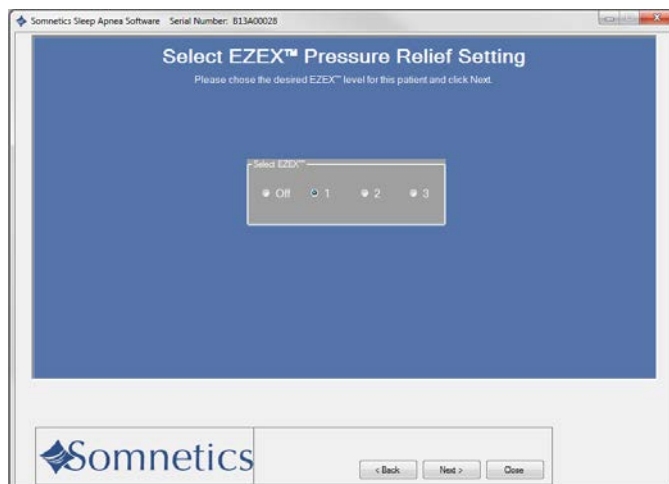 Somnetics Sleep Apnea Software Serial Number: B13A00028
Select EZEX™ Pressure Relief Setting
Please chose the desired EZEX™ level for this patient and click Next.
Select EZEX™
Off 1 2 3
Somnetics
< Back Next > Close